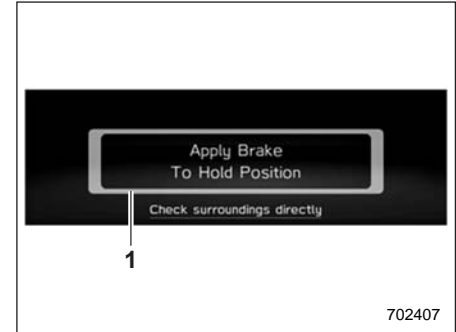 Apply Brake
To Hold Position
Check surroundings directly
1
702407